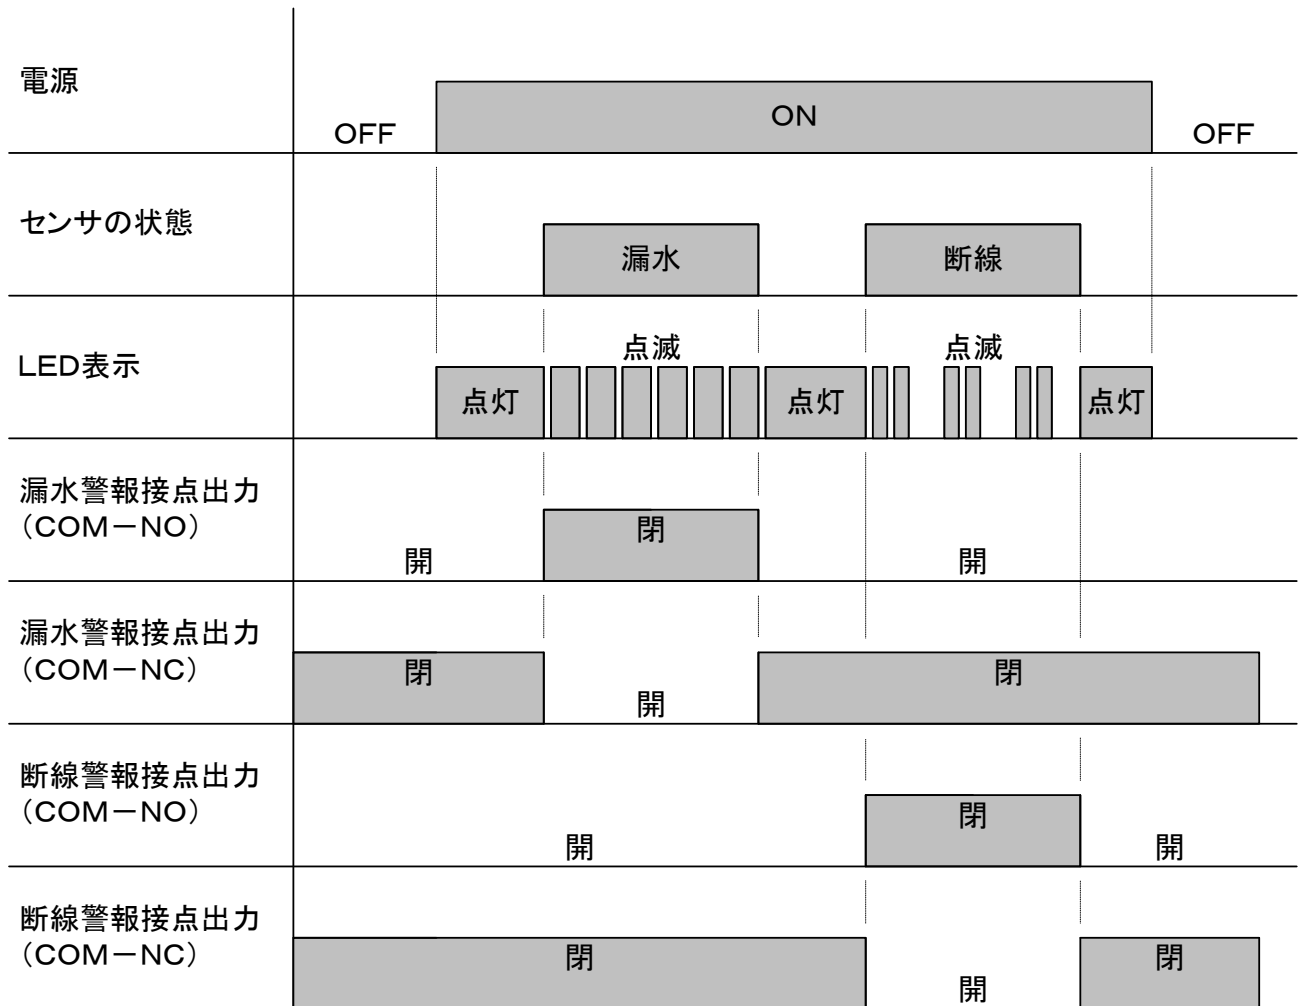 電源
ON
OFF
OFF
センサの状態
漏水
断線
LED表示
点滅
点滅
点灯
点灯
点灯
漏水警報接点出力
(COM－NO)
閉
開
開
漏水警報接点出力
(COM－NC)
閉
閉
開
断線警報接点出力
(COM－NO)
閉
開
開
断線警報接点出力
(COM－NC)
閉
閉
開